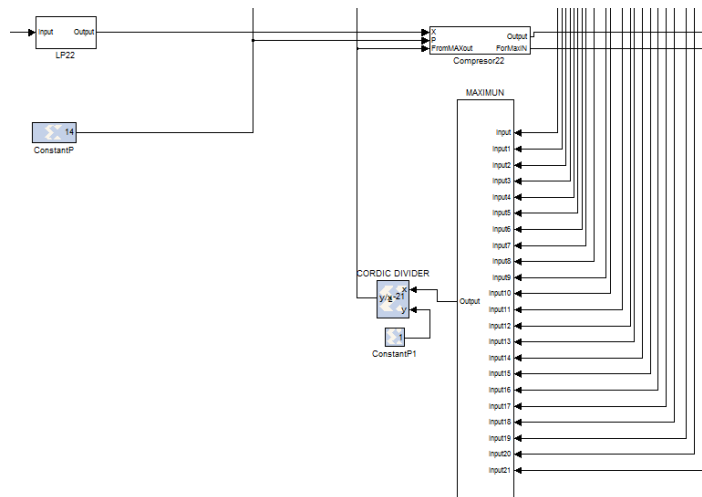 Input Output
LP22
X
P
FromMAXout
Output
ForMaxIN
Compresor22
14
ConstantP
MAXIMUN
Input
Input1
Input2
Input3
Input4
Input5
Input6
Input7
Input8
Input9
Input10
Input11
Input12
Input13
Input14
Input15
Input16
Input17
Input18
Input19
Input20
Input21
Output
CORDIC DIVIDER
x
y
1
ConstantP1